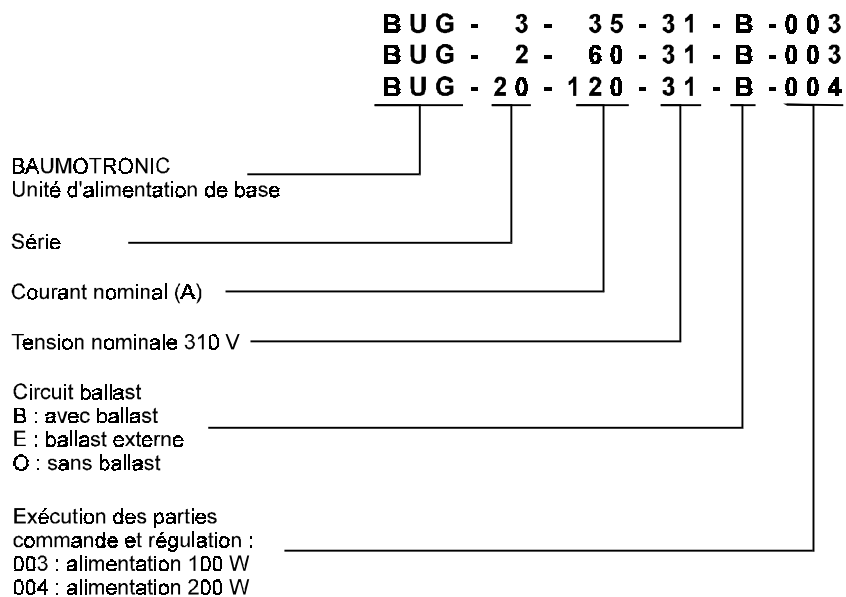 BUG - 3 - 35 - 31 - B - 003
BUG - 2 - 60 - 31 - B - 003
BUG - 20 - 120 - 31 - B - 004
BAUMOTRONIC
Unité d'alimentation de base
Série
Courant nominal (A)
Tension nominale 310 V
Circuit ballast
B : avec ballast
E : ballast externe
O : sans ballast
Exécution des parties
commande et régulation :
003 : alimentation 100 W
004 : alimentation 200 W